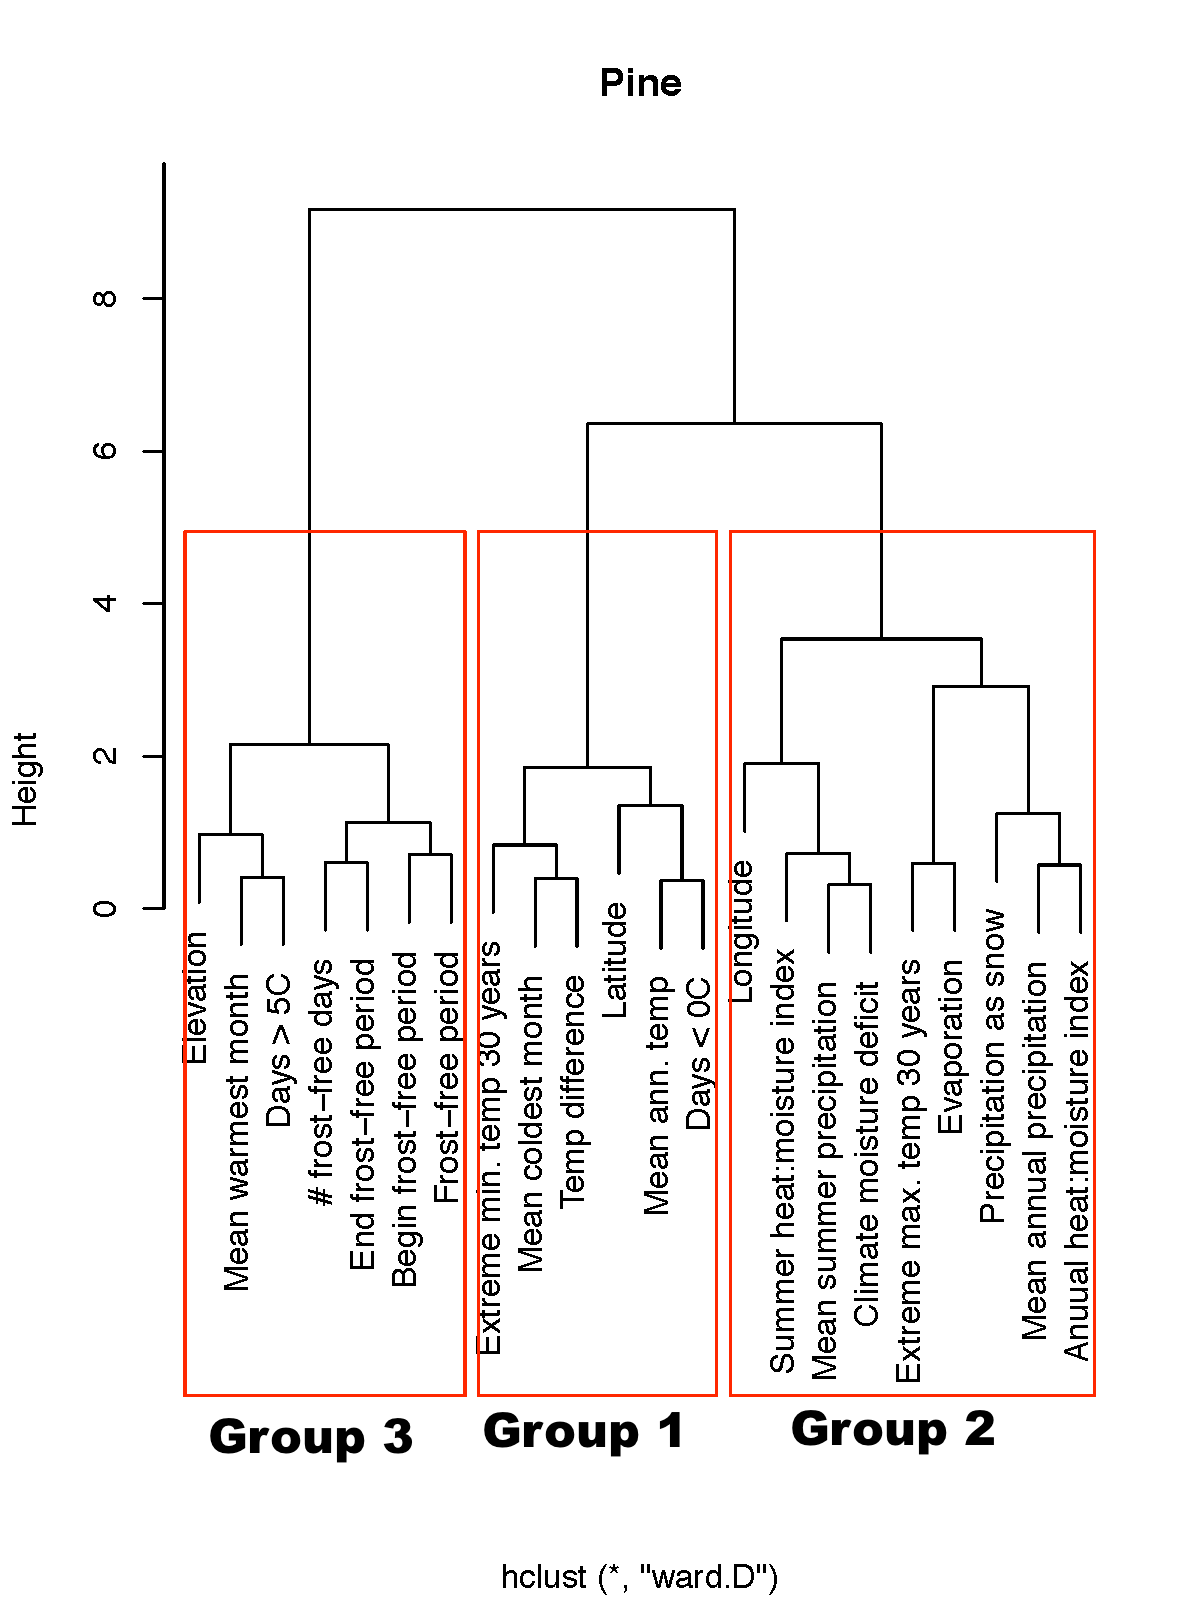 Pine
Height
8
6
4
2
0
Elevation
Mean warmest month
Days > 5C
# frost−free days
End frost−free period
Begin frost−free period
Frost−free period
Extreme min. temp 30 years
Mean coldest month
Temp difference
Latitude
Mean ann. temp
Days < 0C
Longitude
Summer heat:moisture index
Mean summer precipitation
Climate moisture deficit
Extreme max. temp 30 years
Evaporation
Precipitation as snow
Mean annual precipitation
Anuual heat:moisture index
Group 3
Group 1
Group 2
hclust (*, "ward.D")